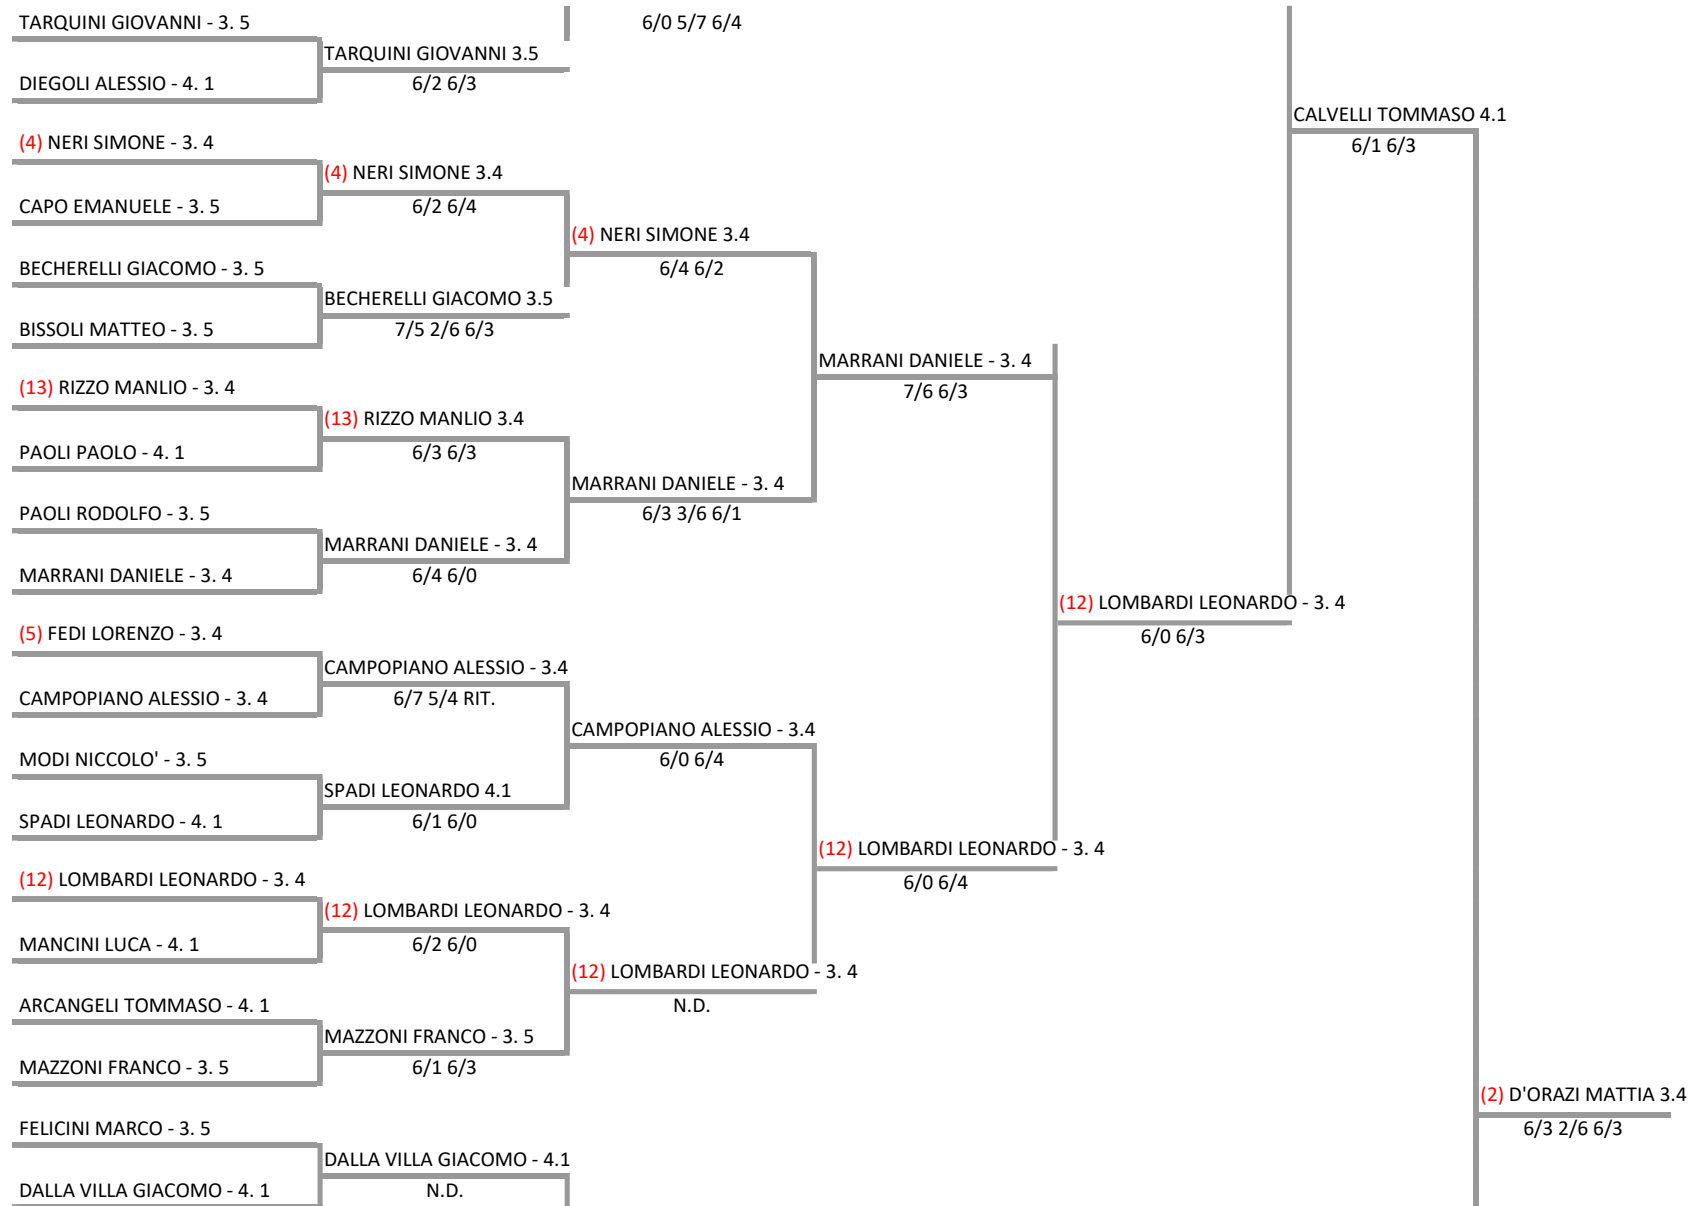 TARQUINI GIOVANNI - 3. 5
6/0 5/7 6/4
TARQUINI GIOVANNI 3.5
DIEGOLI ALESSIO - 4. 1
6/2 6/3
CALVELLI TOMMASO 4.1
(4) NERI SIMONE - 3. 4
6/1 6/3
(4) NERI SIMONE 3.4
CAPO EMANUELE - 3. 5
6/2 6/4
(4) NERI SIMONE 3.4
BECHERELLI GIACOMO - 3. 5
6/4 6/2
BECHERELLI GIACOMO 3.5
BISSOLI MATTEO - 3. 5
7/5 2/6 6/3
MARRANI DANIELE - 3. 4
(13) RIZZO MANLIO - 3. 4
7/6 6/3
(13) RIZZO MANLIO 3.4
PAOLI PAOLO - 4. 1
6/3 6/3
MARRANI DANIELE - 3. 4
PAOLI RODOLFO - 3. 5
6/3 3/6 6/1
MARRANI DANIELE - 3. 4
MARRANI DANIELE - 3. 4
6/4 6/0
(12) LOMBARDI LEONARDO - 3. 4
(5) FEDI LORENZO - 3. 4
6/0 6/3
CAMPOPIANO ALESSIO - 3.4
CAMPOPIANO ALESSIO - 3. 4
6/7 5/4 RIT.
CAMPOPIANO ALESSIO - 3.4
MODI NICCOLO' - 3. 5
6/0 6/4
SPADI LEONARDO 4.1
SPADI LEONARDO - 4. 1
6/1 6/0
(12) LOMBARDI LEONARDO - 3. 4
(12) LOMBARDI LEONARDO - 3. 4
6/0 6/4
(12) LOMBARDI LEONARDO - 3. 4
MANCINI LUCA - 4. 1
6/2 6/0
(12) LOMBARDI LEONARDO - 3. 4
ARCANGELI TOMMASO - 4. 1
N.D.
MAZZONI FRANCO - 3. 5
MAZZONI FRANCO - 3. 5
6/1 6/3
(2) D'ORAZI MATTIA 3.4
FELICINI MARCO - 3. 5
6/3 2/6 6/3
DALLA VILLA GIACOMO - 4.1
DALLA VILLA GIACOMO - 4. 1
N.D.